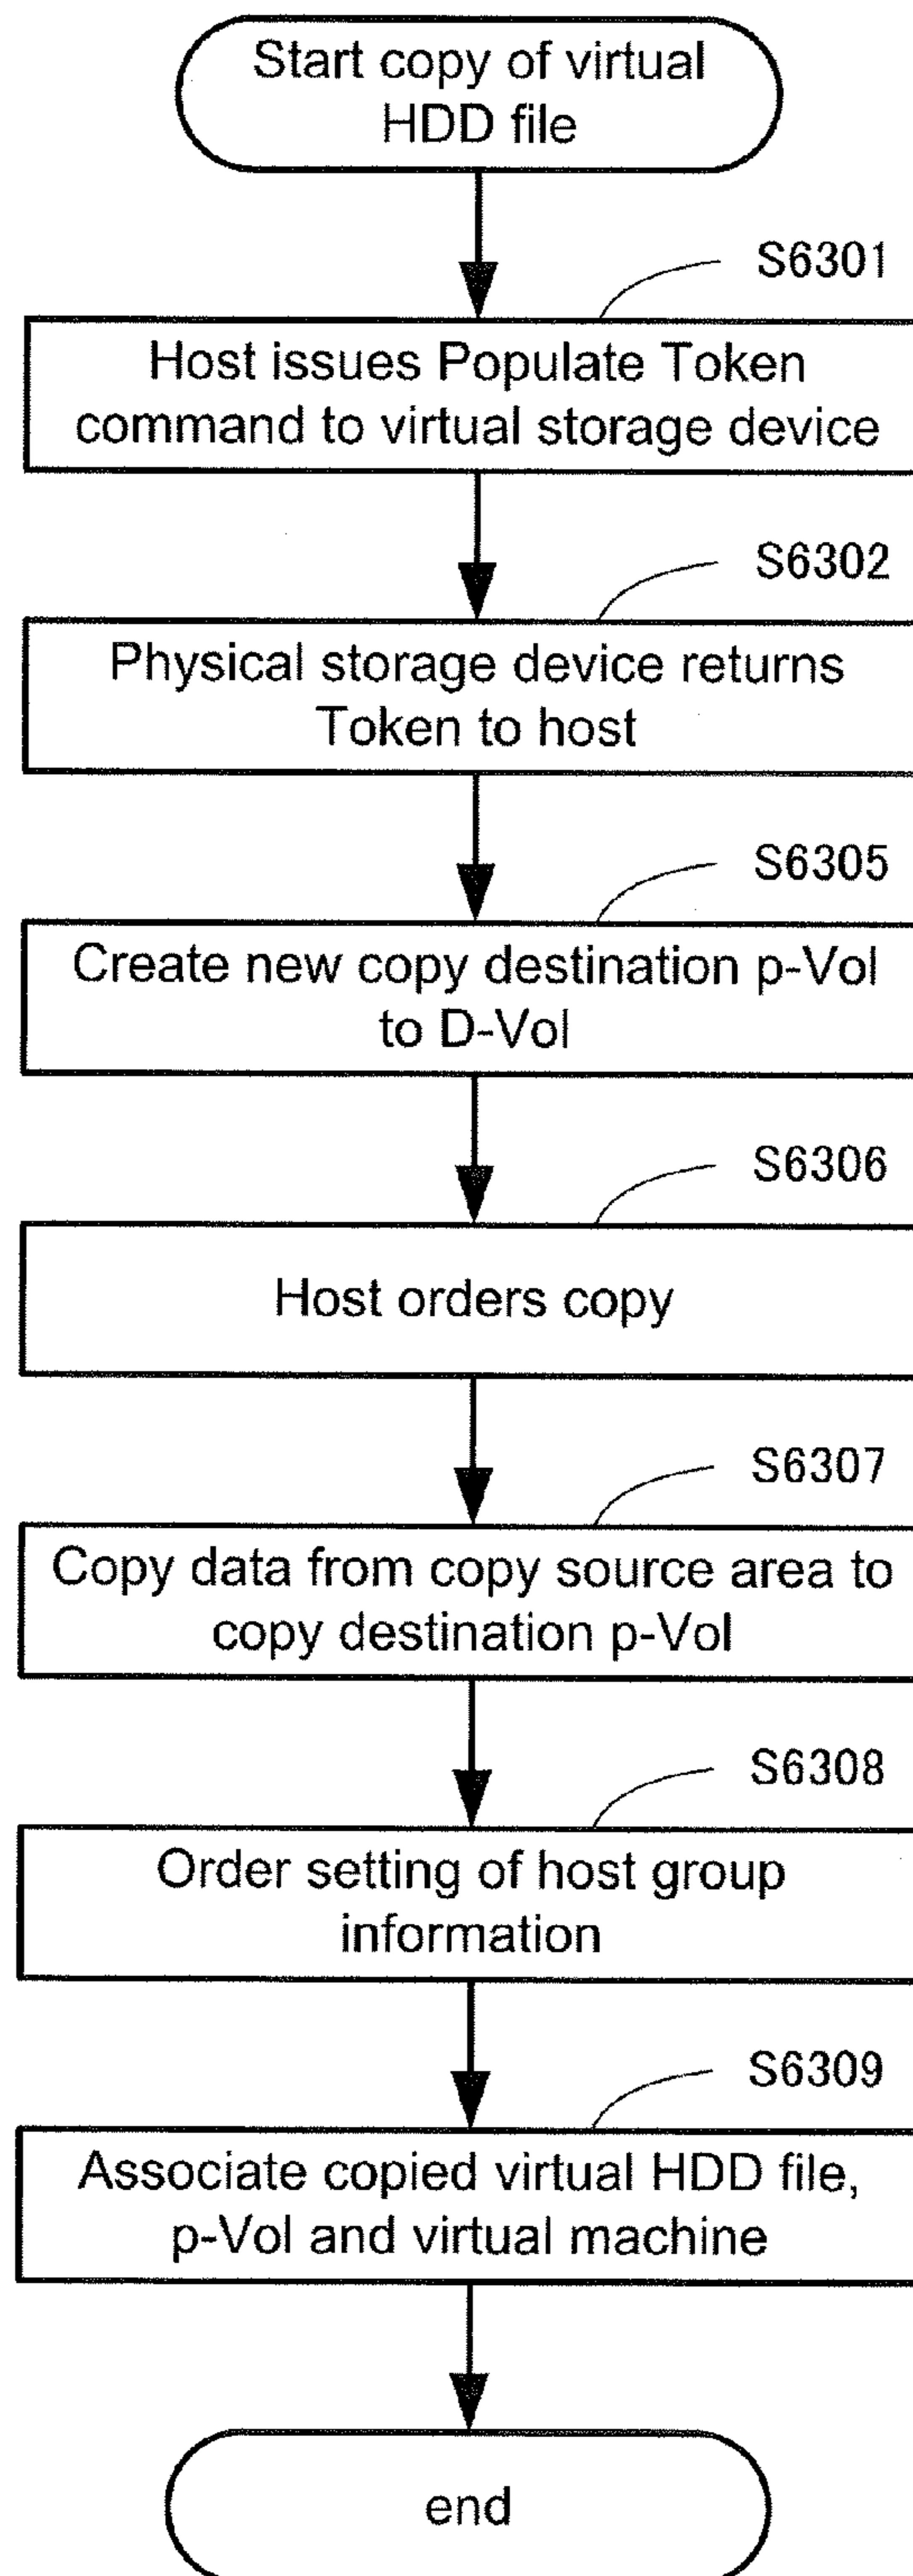 Start copy of virtual
HDD file
S6301
Host issues Populate Token
command to virtual storage device
S6302
Physical storage device returns
Token to host
S6305
Create new copy destination p-Vol
to D-Vol
S6306
Host orders copy
S6307
Copy data from copy source area to
copy destination p-Vol
S6308
Order setting of host group
information
S6309
Associate copied virtual HDD file,
p-Vol and virtual machine
end